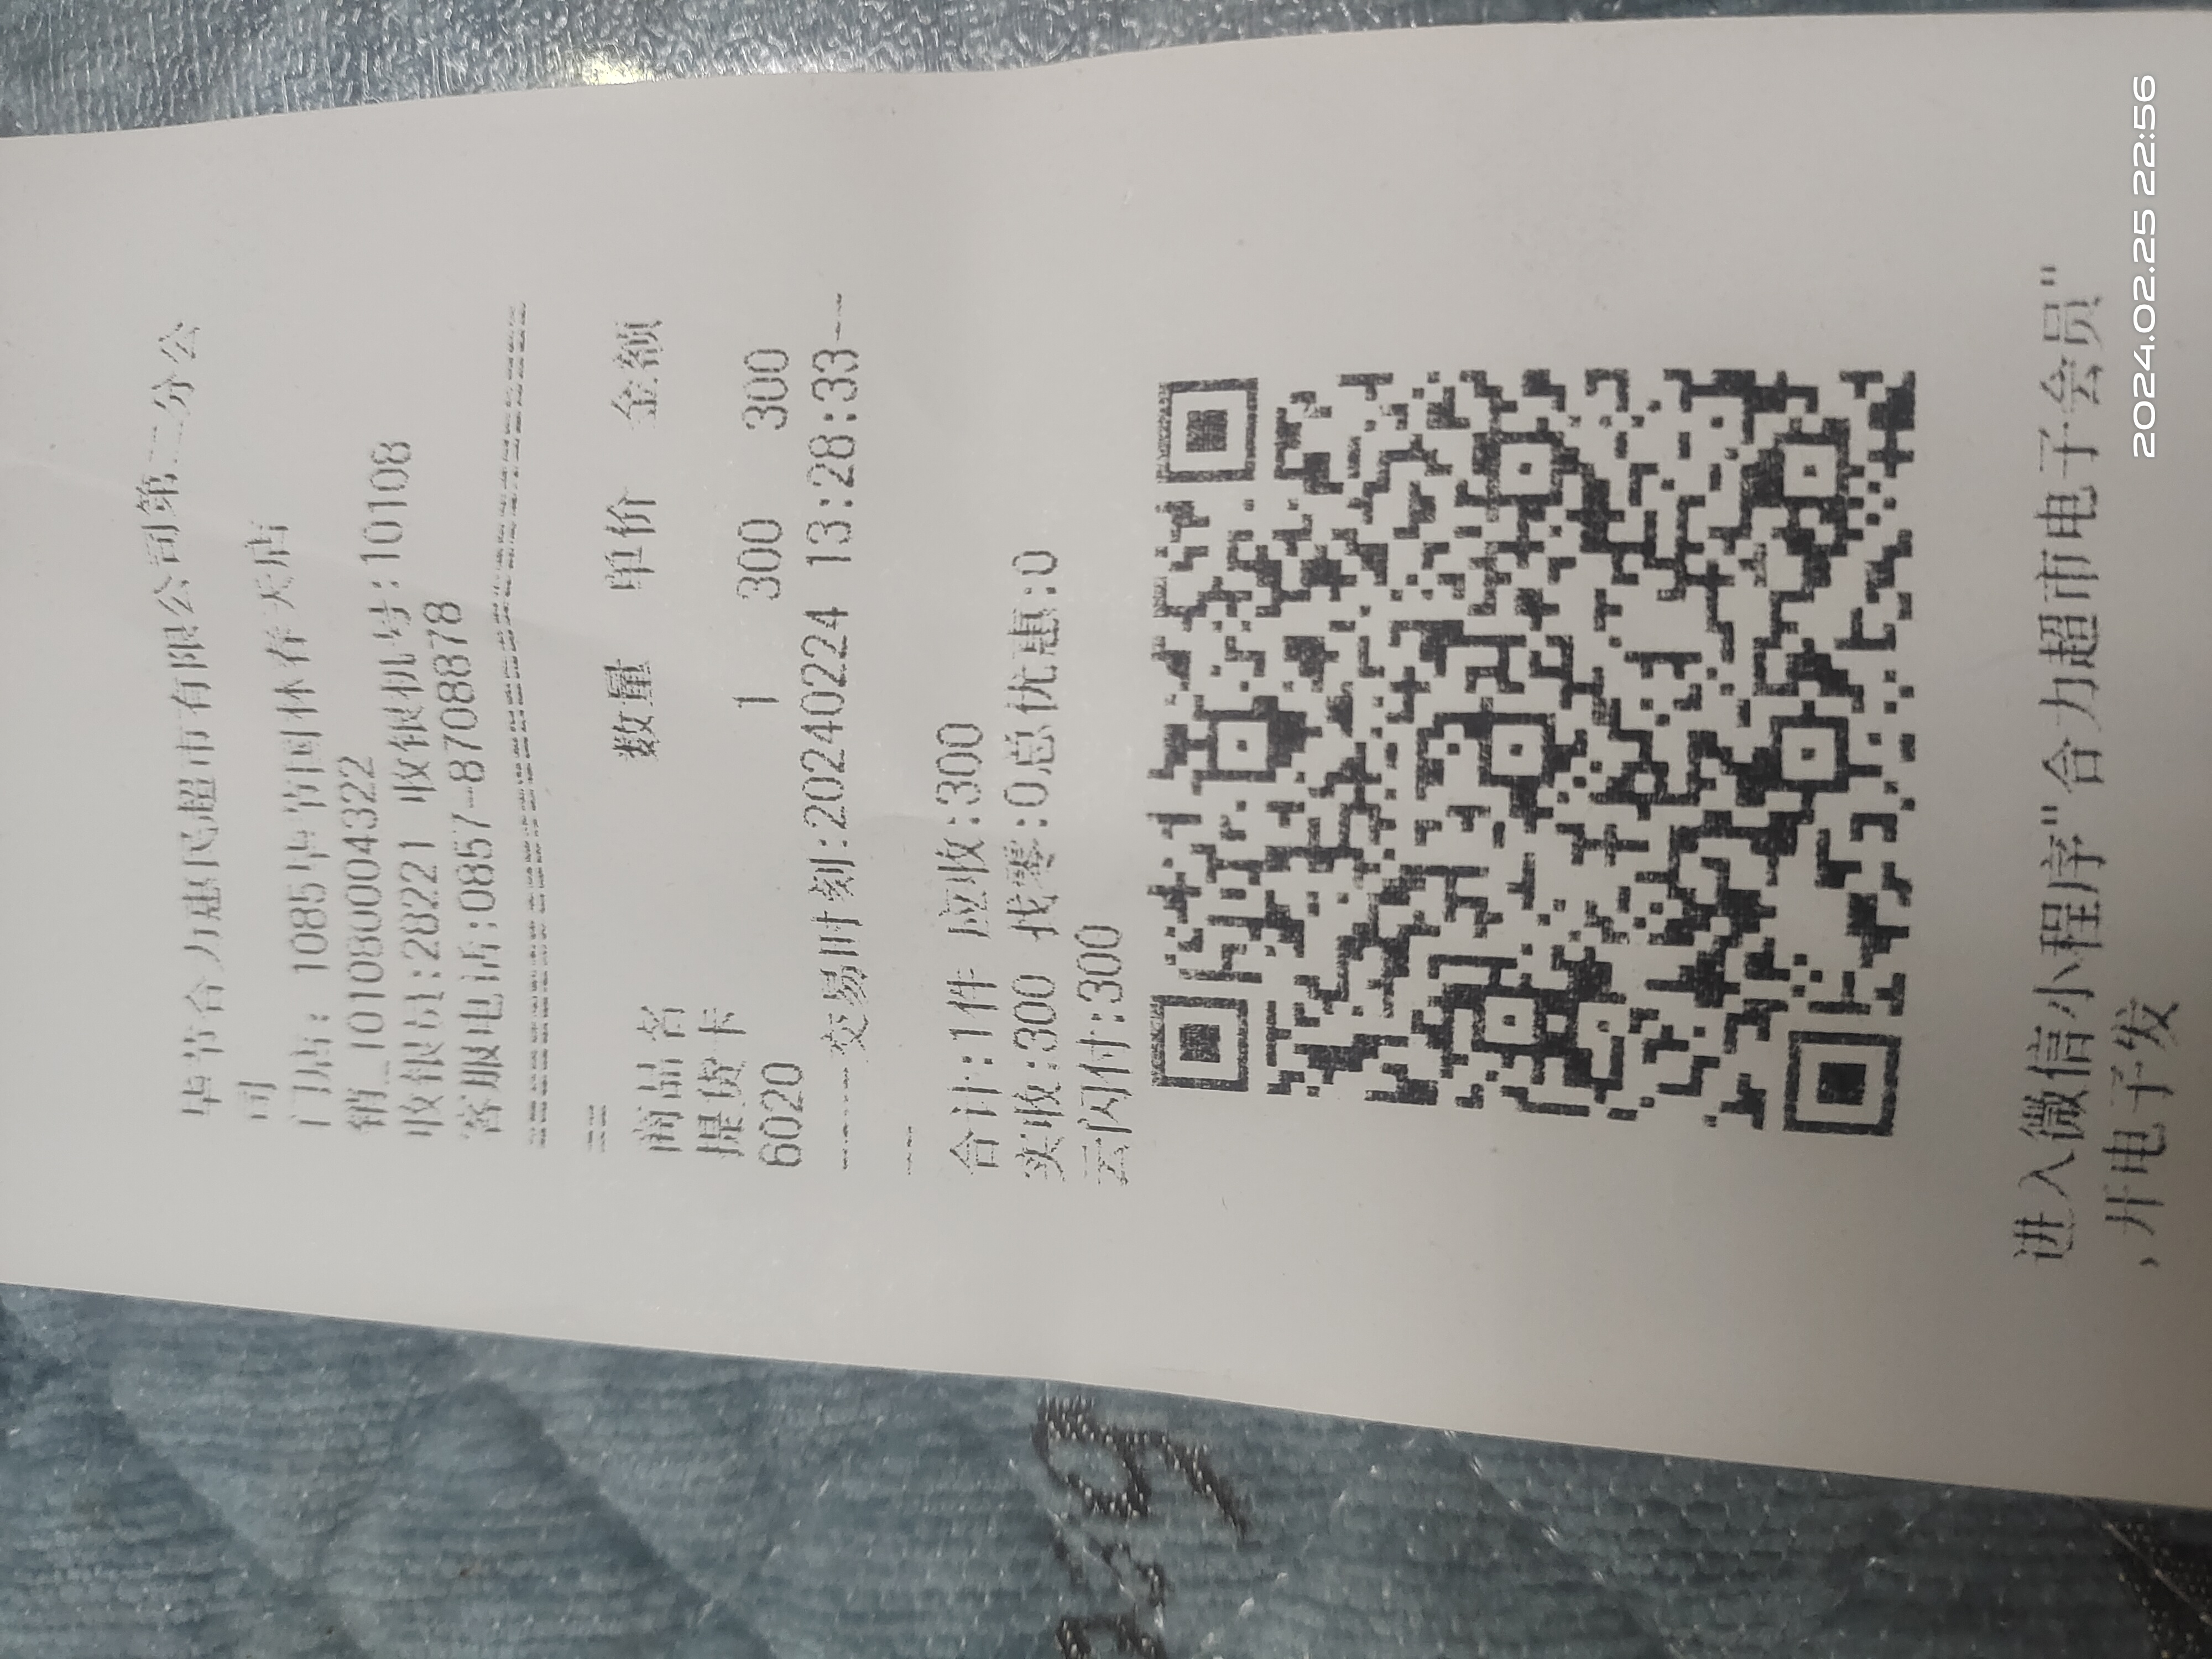 毕节合力惠民超市有限公司第二分公
司
门店: 1085毕节园林春天店
销_101080004322
收银员:28221 收银机号:10108
客服电话:0857-8708878
商品名 数量 单价 金额
提货卡
6020 1 300 300
------交易时刻:20240224 13:28:33---
---
合计:1件 应收:300
实收:300 找零:0总优惠:0
云闪付:300
进入微信小程序"合力超市电子会员"
,开电子发
2024.02.25 22:56